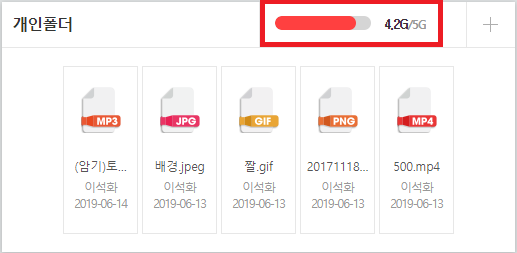 개인폴더
4.2G/5G
MP3
JPG
GIF
PNG
MP4
(암기)토...
배경.jpeg
짤.gif
20171118...
500.mp4
이석화
이석화
이석화
이석화
이석화
2019-06-14
2019-06-13
2019-06-13
2019-06-13
2019-06-13